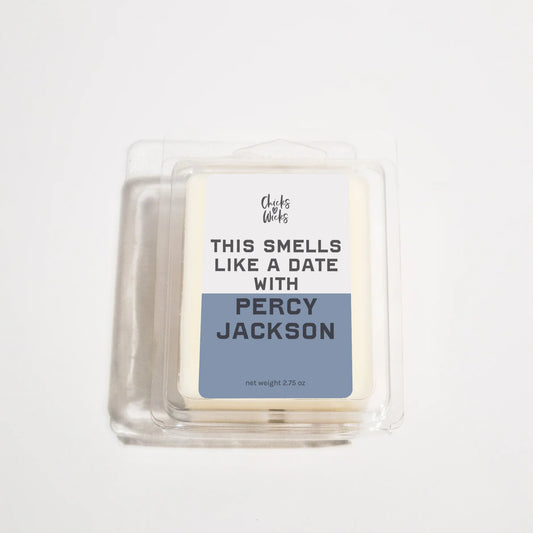 Chicks
Wicks
THIS SMELLS
LIKE A DATE
WITH
PERCY
JACKSON
net weight 2.75 oz